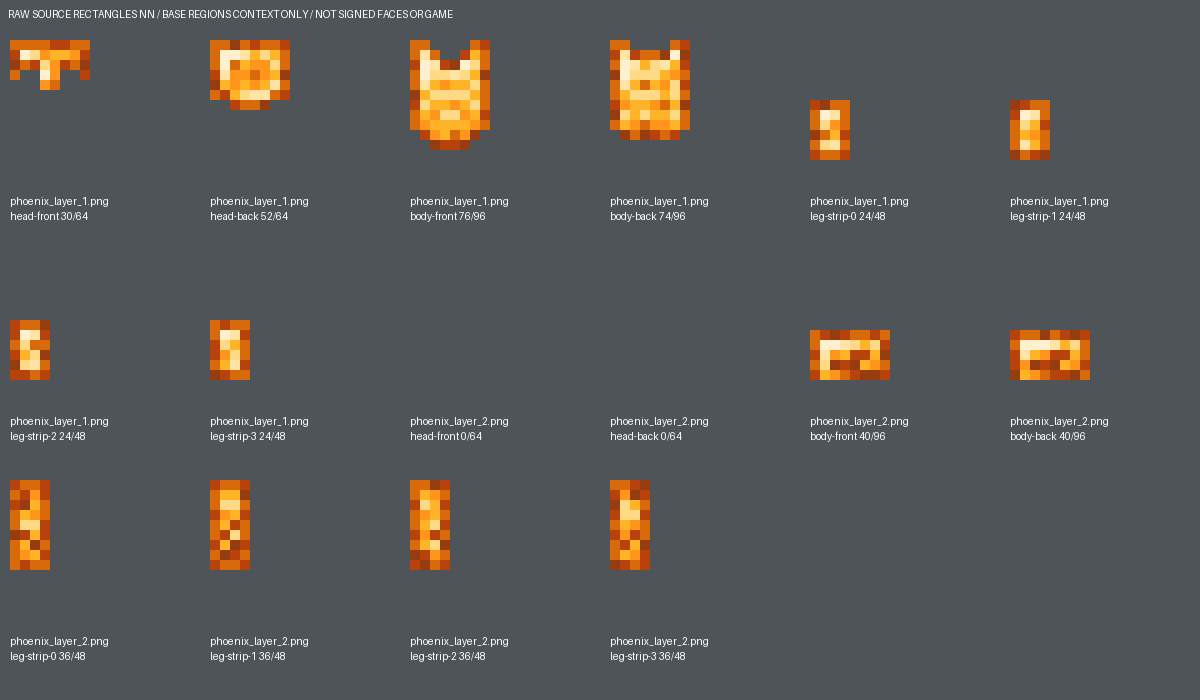 RAW SOURCE RECTANGLES NN / BASE REGIONS CONTEXT ONLY / NOT SIGNED FACES OR GAME
phoenix_layer_1.png
head-front 30/64
phoenix_layer_1.png
head-back 52/64
phoenix_layer_1.png
body-front 76/96
phoenix_layer_1.png
body-back 74/96
phoenix_layer_1.png
leg-strip-0 24/48
phoenix_layer_1.png
leg-strip-1 24/48
phoenix_layer_1.png
leg-strip-2 24/48
phoenix_layer_1.png
leg-strip-3 24/48
phoenix_layer_2.png
head-front 0/64
phoenix_layer_2.png
head-back 0/64
phoenix_layer_2.png
body-front 40/96
phoenix_layer_2.png
body-back 40/96
phoenix_layer_2.png
leg-strip-0 36/48
phoenix_layer_2.png
leg-strip-1 36/48
phoenix_layer_2.png
leg-strip-2 36/48
phoenix_layer_2.png
leg-strip-3 36/48